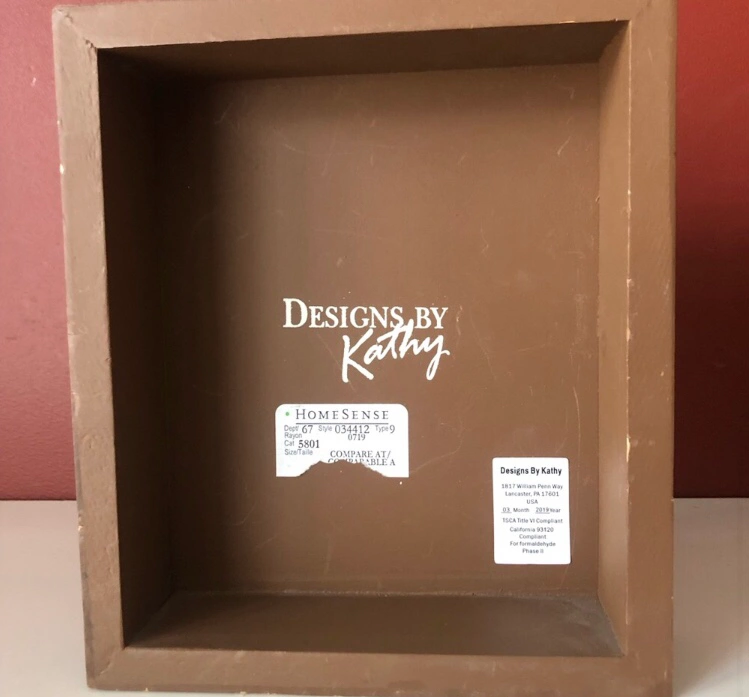 DESIGNS BY
Kathy
HOMESENSE
Dept 67 Style 034412 Type 9
Rayon 0719
Cat 5801
Size/Taille COMPARE AT/
COMPARABLE A
Designs By Kathy
1817 William Penn Way
Lancaster, PA 17601
USA
03 Month 2019 Year
TSCA Title VI Compliant
California 93120
Compliant
For formaldehyde
Phase II